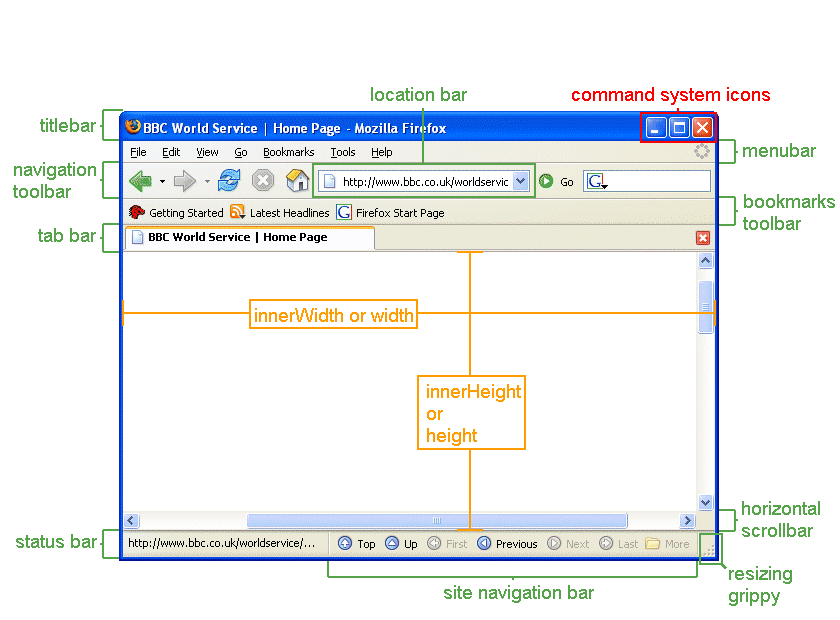 location bar
command system icons
titlebar
BBC World Service | Home Page - Mozilla Firefox
File Edit View Go Bookmarks Tools Help
menubar
navigation
toolbar
http://www.bbc.co.uk/worldservic
Go
G
Getting Started Latest Headlines G Firefox Start Page
bookmarks
toolbar
tab bar
BBC World Service | Home Page
innerWidth or width
innerHeight
or
height
horizontal
scrollbar
status bar
http://www.bbc.co.uk/worldservice/...
Top Up First Previous Next Last More
site navigation bar
resizing
grippy